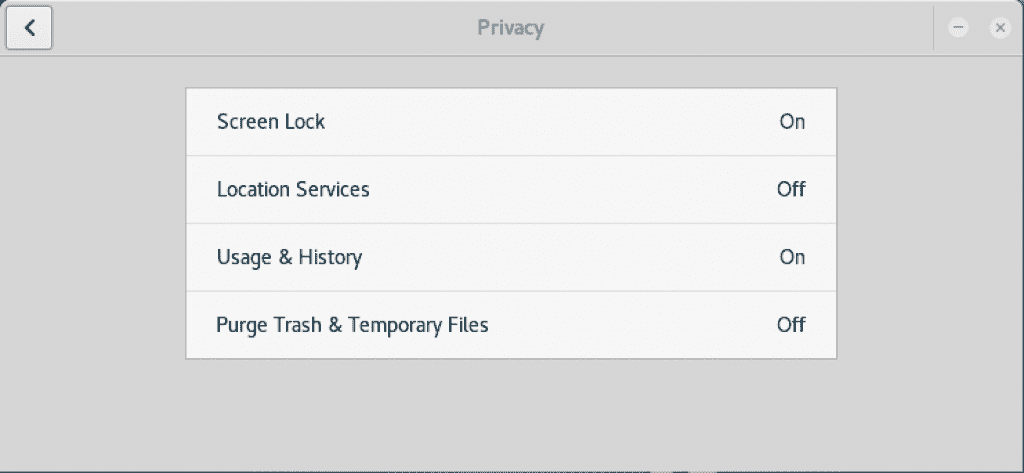 Privacy
Screen Lock On
Location Services Off
Usage & History On
Purge Trash & Temporary Files Off